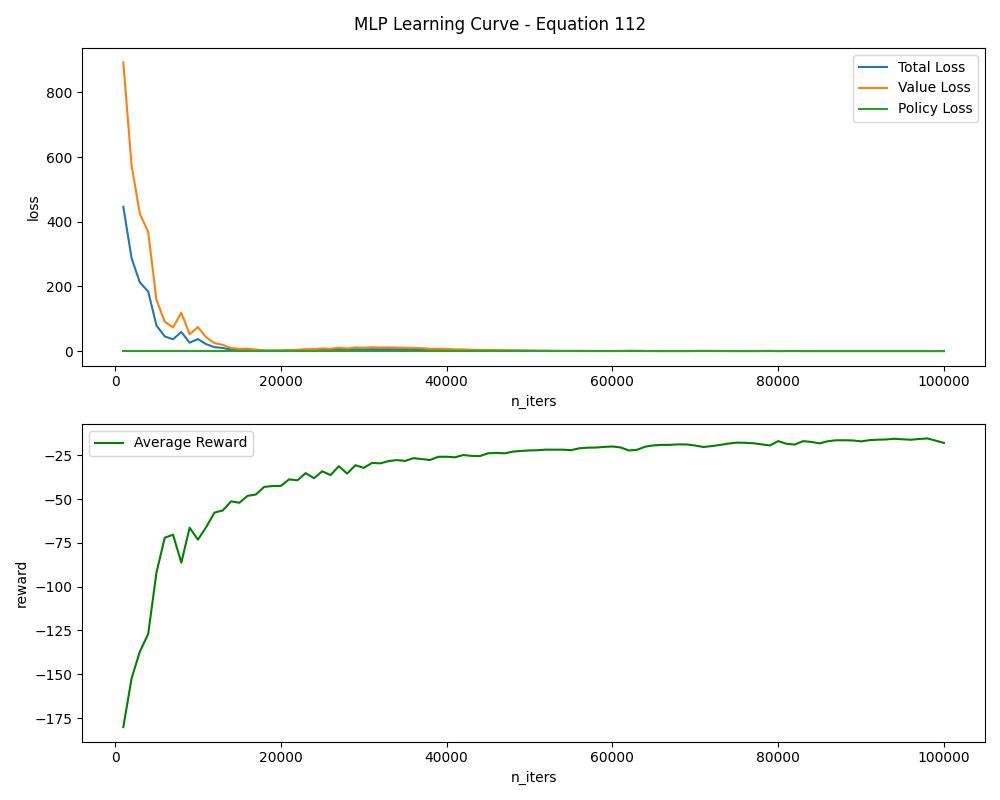 MLP Learning Curve - Equation 112
Total Loss
Value Loss
Policy Loss
800
600
400
200
0
loss
0 20000 40000 60000 80000 100000
n_iters
Average Reward
−25
−50
−75
−100
−125
−150
−175
reward
0 20000 40000 60000 80000 100000
n_iters